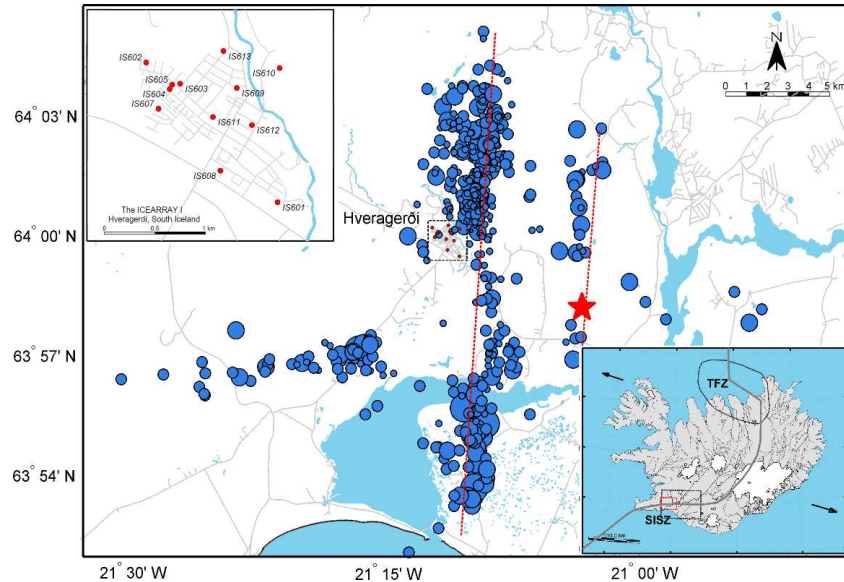 IS602
IS613
IS610
IS605
IS603
IS604
IS609
IS607
IS611
IS612
IS608
IS601
The ICEARRAY I
Hveragerði, South Iceland
0 0.5 1 km
N
0 1 2 3 4 5 km
64° 03' N
Hveragerði
64° 00' N
63° 57' N
63° 54' N
TFZ
SISZ
21° 30' W
21° 15' W
21° 00' W